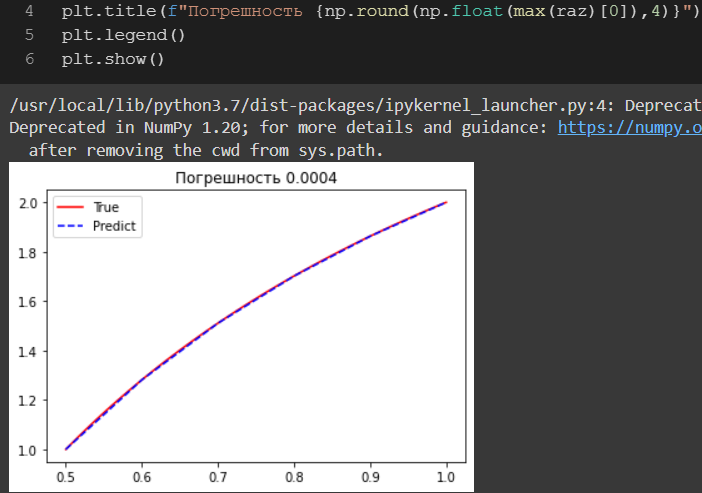 4 plt.title(f"Погрешность {np.round(np.float(max(raz)[0]),4)}")
5 plt.legend()
6 plt.show()
/usr/local/lib/python3.7/dist-packages/ipykernel_launcher.py:4: Deprecat
Deprecated in NumPy 1.20; for more details and guidance: https://numpy.o
after removing the cwd from sys.path.
Погрешность 0.0004
True
Predict
2.0
1.8
1.6
1.4
1.2
1.0
0.5 0.6 0.7 0.8 0.9 1.0